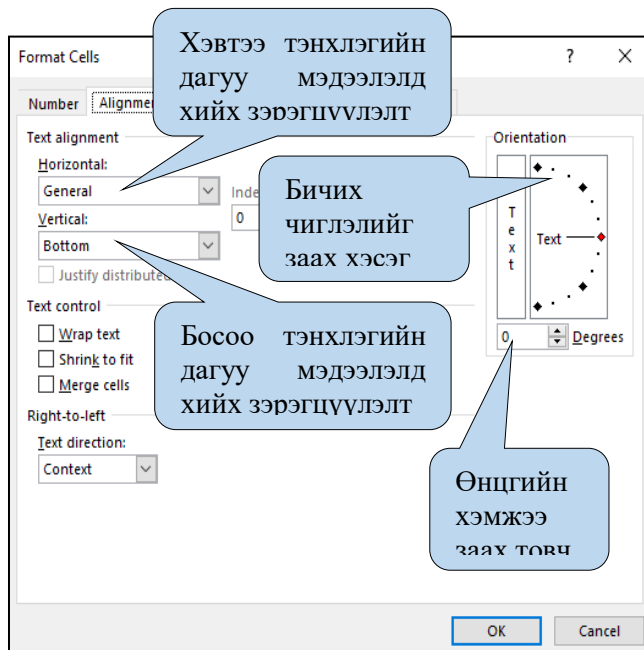 Format Cells ? ×
Хэвтээ тэнхлэгийн
дагуу мэдээлэлд
хийх зэрэгцүүлэлт
Number Alignmen
Text alignment
Horizontal:
General
Inde
Vertical:
0
Bottom
Justify distributed
Orientation
Бичих
чиглэлийг
заах хэсэг
T
e
x
t
Text
0 Degrees
Text control
Wrap text
Shrink to fit
Merge cells
Босоо тэнхлэгийн
дагуу мэдээлэлд
хийх зэрэгцүүлэлт
Right-to-left
Text direction:
Context
Өнцгийн
хэмжээ
заах товч
OK Cancel